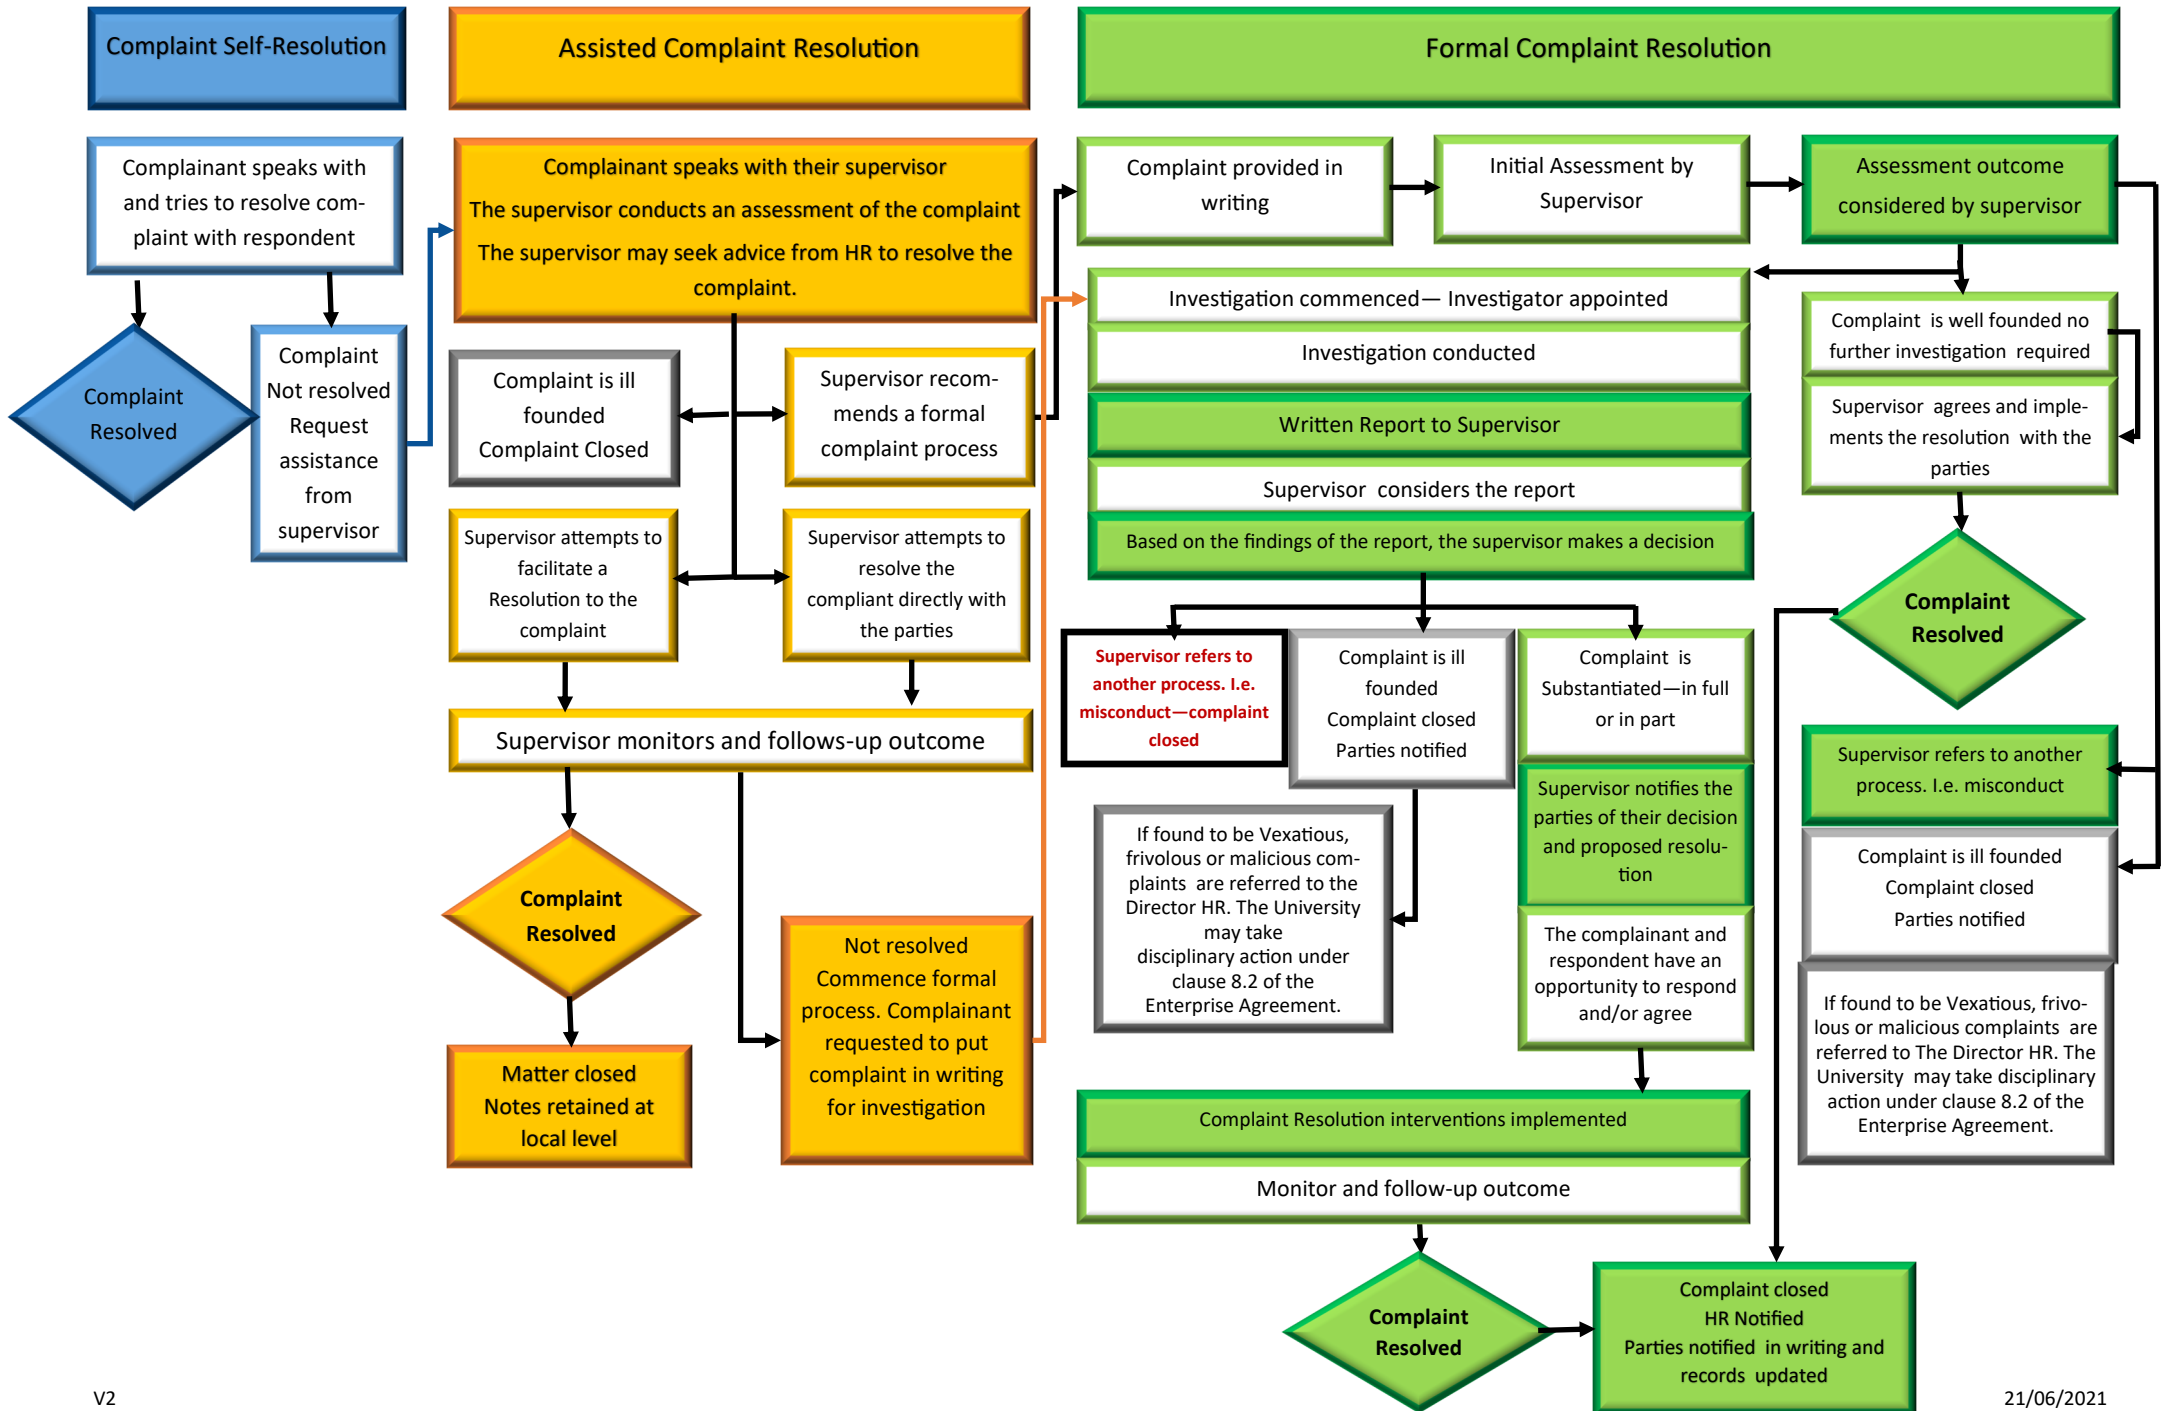 Complaint Self-Resolution
Assisted Complaint Resolution
Formal Complaint Resolution
Complainant speaks with
and tries to resolve com-
plaint with respondent
Complaint
Resolved
Complaint
Not resolved
Request
assistance
from
supervisor
Complainant speaks with their supervisor
The supervisor conducts an assessment of the complaint
The supervisor may seek advice from HR to resolve the
complaint.
Complaint is ill
founded
Complaint Closed
Supervisor recom-
mends a formal
complaint process
Supervisor attempts to
facilitate a
Resolution to the
complaint
Supervisor attempts to
resolve the
compliant directly with
the parties
Supervisor monitors and follows-up outcome
Complaint
Resolved
Matter closed
Notes retained at
local level
Not resolved
Commence formal
process. Complainant
requested to put
complaint in writing
for investigation
Complaint provided in
writing
Initial Assessment by
Supervisor
Assessment outcome
considered by supervisor
Investigation commenced— Investigator appointed
Investigation conducted
Written Report to Supervisor
Supervisor considers the report
Based on the findings of the report, the supervisor makes a decision
Supervisor refers to
another process. I.e.
misconduct—complaint
closed
Complaint is ill
founded
Complaint closed
Parties notified
If found to be Vexatious,
frivolous or malicious com-
plaints are referred to the
Director HR. The University
may take
disciplinary action under
clause 8.2 of the
Enterprise Agreement.
Complaint is
Substantiated—in full
or in part
Supervisor notifies the
parties of their decision
and proposed resolu-
tion
The complainant and
respondent have an
opportunity to respond
and/or agree
Complaint Resolution interventions implemented
Monitor and follow-up outcome
Complaint
Resolved
Complaint closed
HR Notified
Parties notified in writing and
records updated
Complaint is well founded no
further investigation required
Supervisor agrees and imple-
ments the resolution with the
parties
Complaint
Resolved
Supervisor refers to another
process. I.e. misconduct
Complaint is ill founded
Complaint closed
Parties notified
If found to be Vexatious, frivo-
lous or malicious complaints are
referred to The Director HR. The
University may take disciplinary
action under clause 8.2 of the
Enterprise Agreement.
V2
21/06/2021